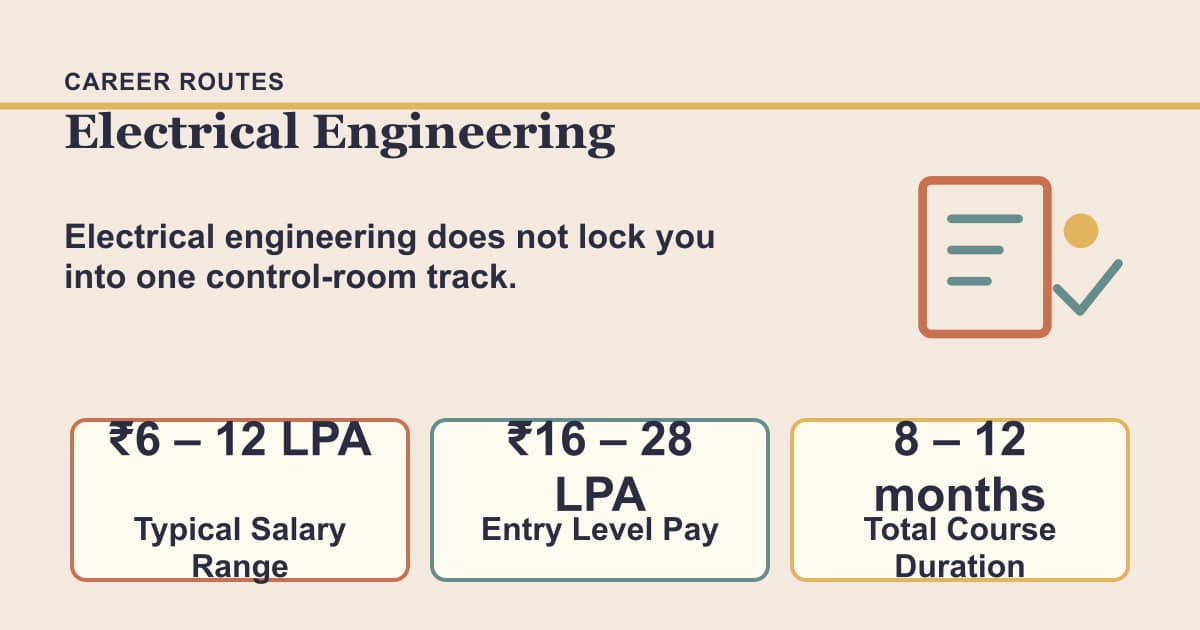 CAREER ROUTES
Electrical Engineering
Electrical engineering does not lock you
into one control-room track.
₹6 – 12 LPA
Typical Salary
Range
₹16 – 28
LPA
Entry Level Pay
8 – 12
months
Total Course
Duration